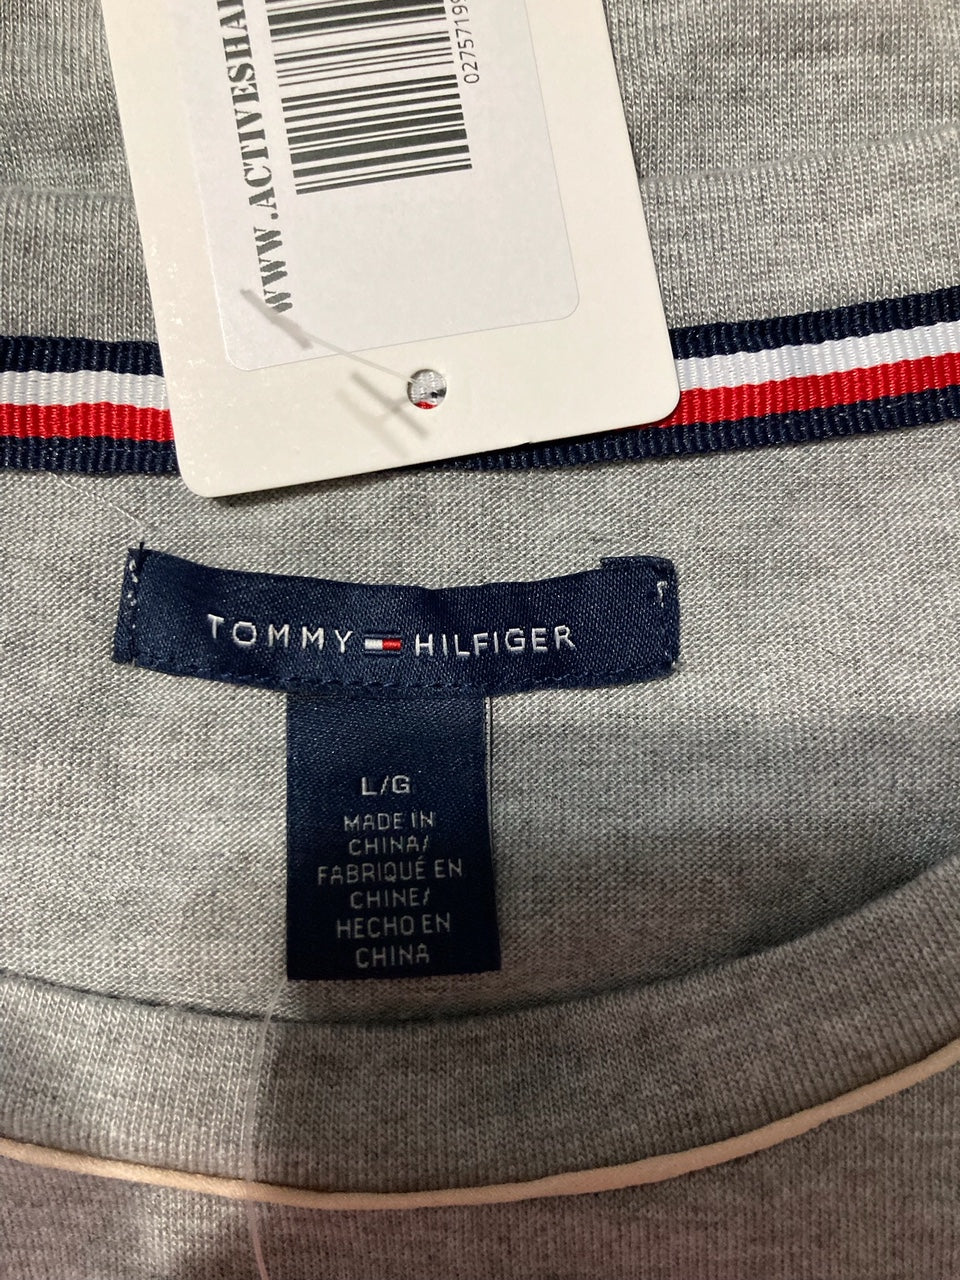 WWW.ACTIVESHA
TOMMY HILFIGER
L/G
MADE IN
CHINA/
FABRIQUÉ EN
CHINE/
HECHO EN
CHINA